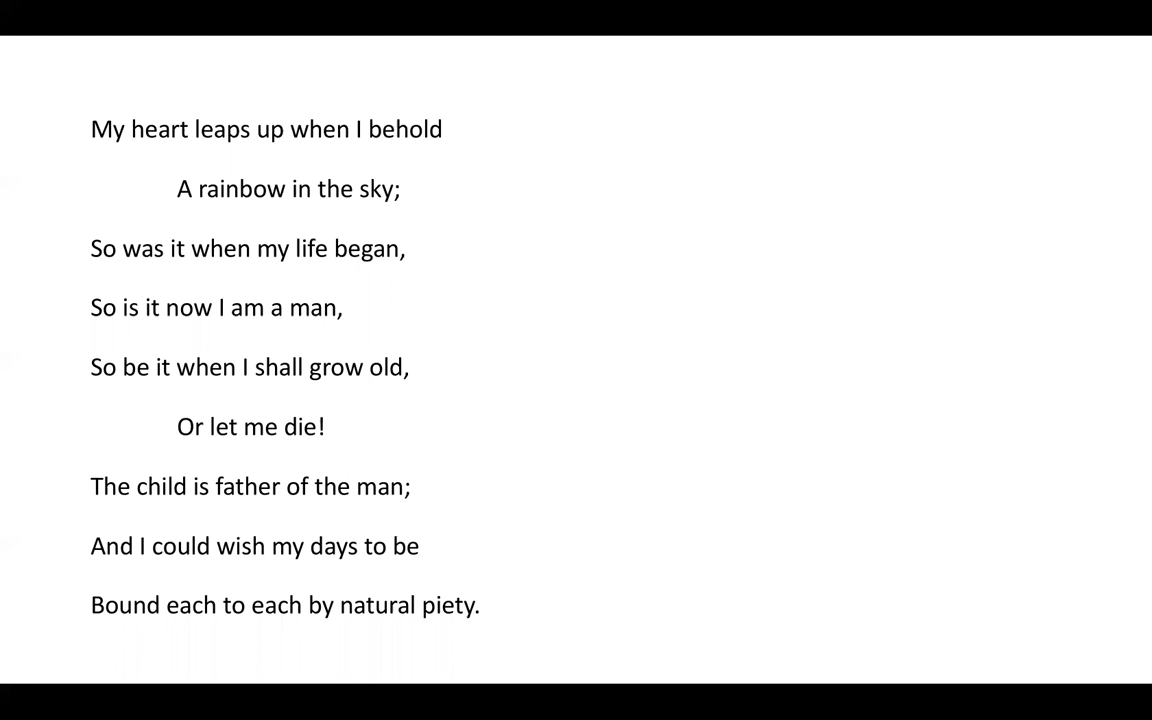 My heart leaps up when I behold
A rainbow in the sky;
So was it when my life began,
So is it now I am a man,
So be it when I shall grow old,
Or let me die!
The child is father of the man;
And I could wish my days to be
Bound each to each by natural piety.